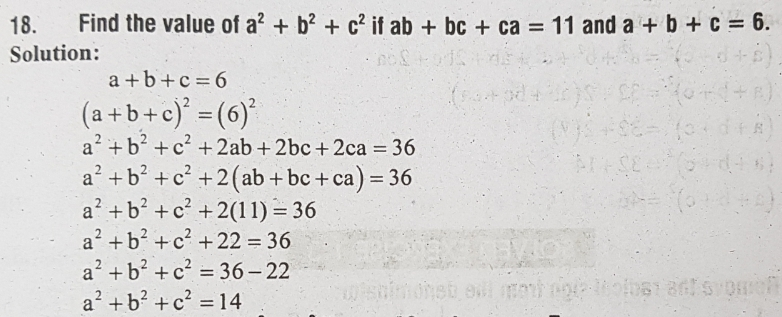 18. Find the value of a² + b² + c² if ab + bc + ca = 11 and a + b + c = 6.
Solution:
a + b + c = 6
(a + b + c)² = (6)²
a² + b² + c² + 2ab + 2bc + 2ca = 36
a² + b² + c² + 2(ab + bc + ca) = 36
a² + b² + c² + 2(11) = 36
a² + b² + c² + 22 = 36
a² + b² + c² = 36 – 22
a² + b² + c² = 14